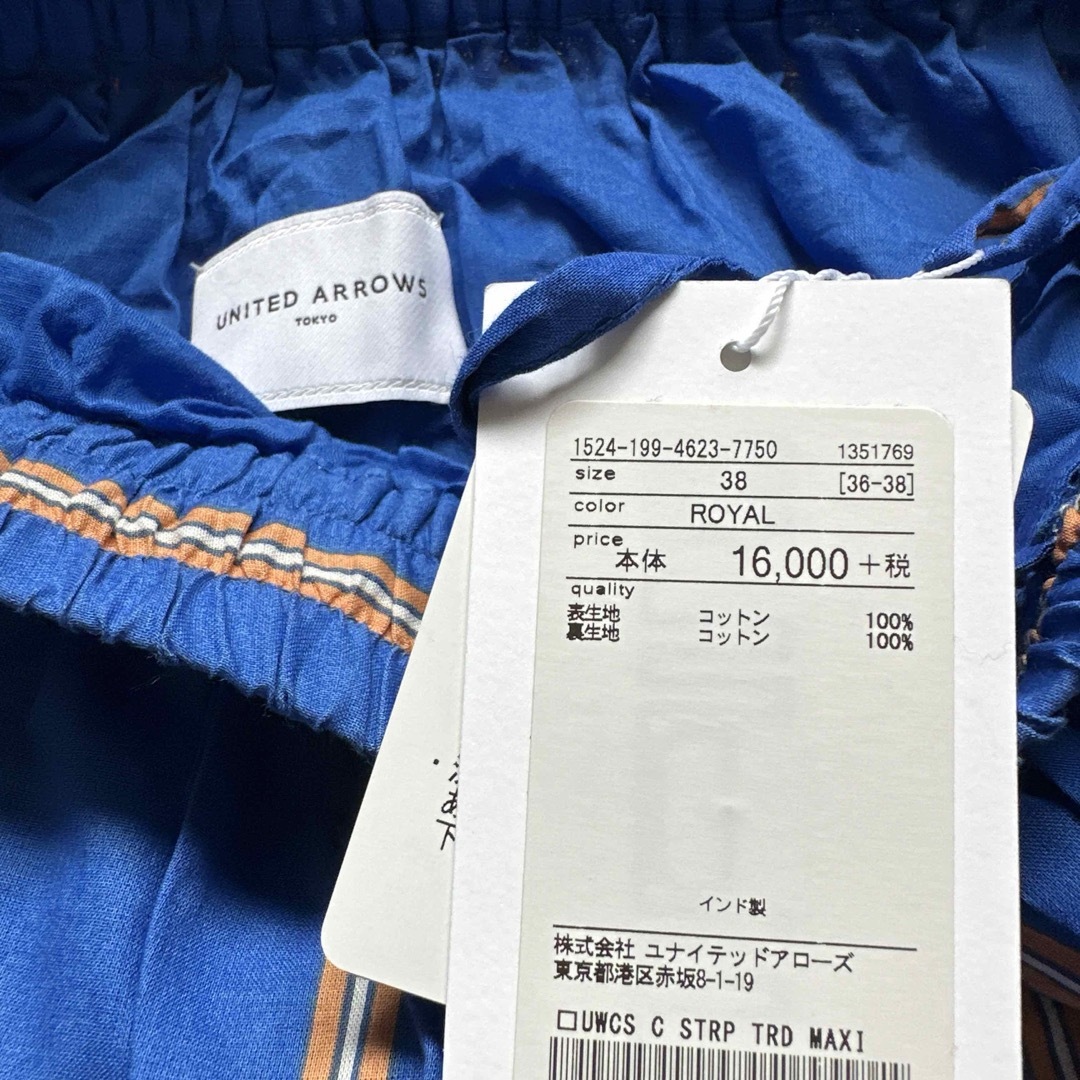 UNITED ARROWS
TOKYO
1524-199-4623-7750 1351769
size 38 [36-38]
color ROYAL
price 本体 16,000 +税
quality
表生地 コットン 100%
裏生地 コットン 100%
インド製
株式会社 ユナイテッドアローズ
東京都港区赤坂8-1-19
□UWCS C STRP TRD MAXI